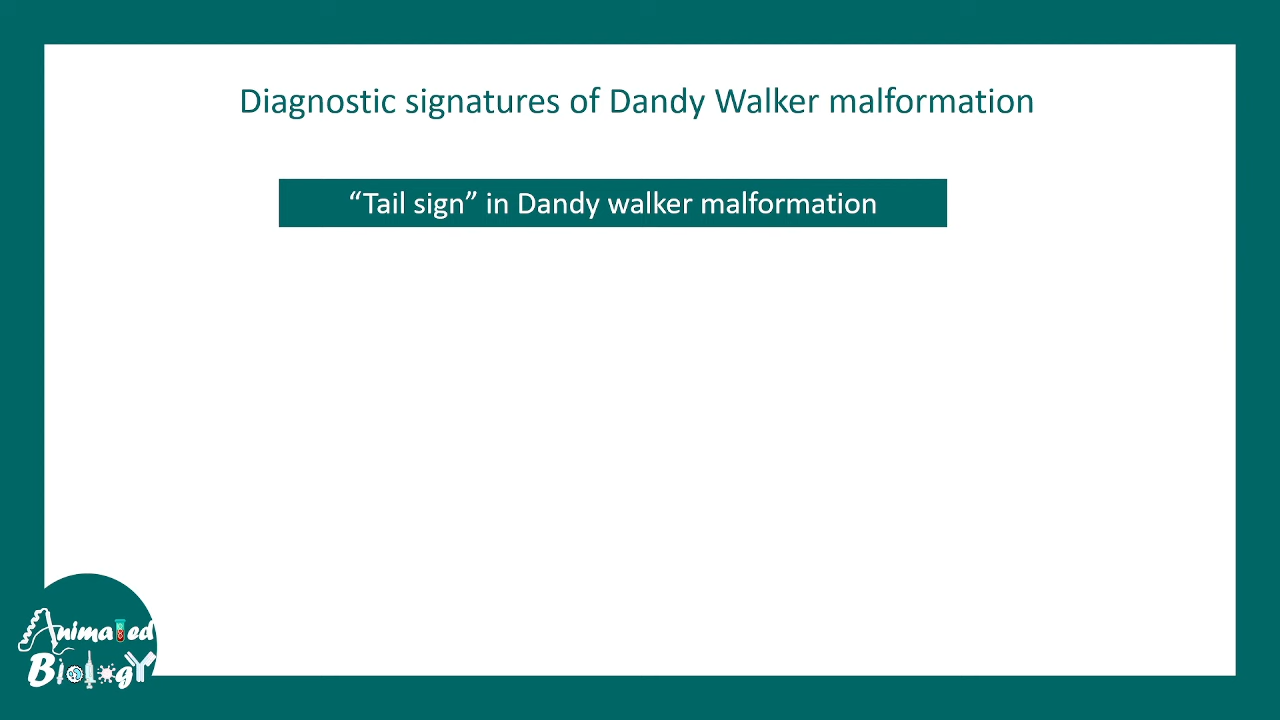 Diagnostic signatures of Dandy Walker malformation
“Tail sign” in Dandy walker malformation
Animated
Biology